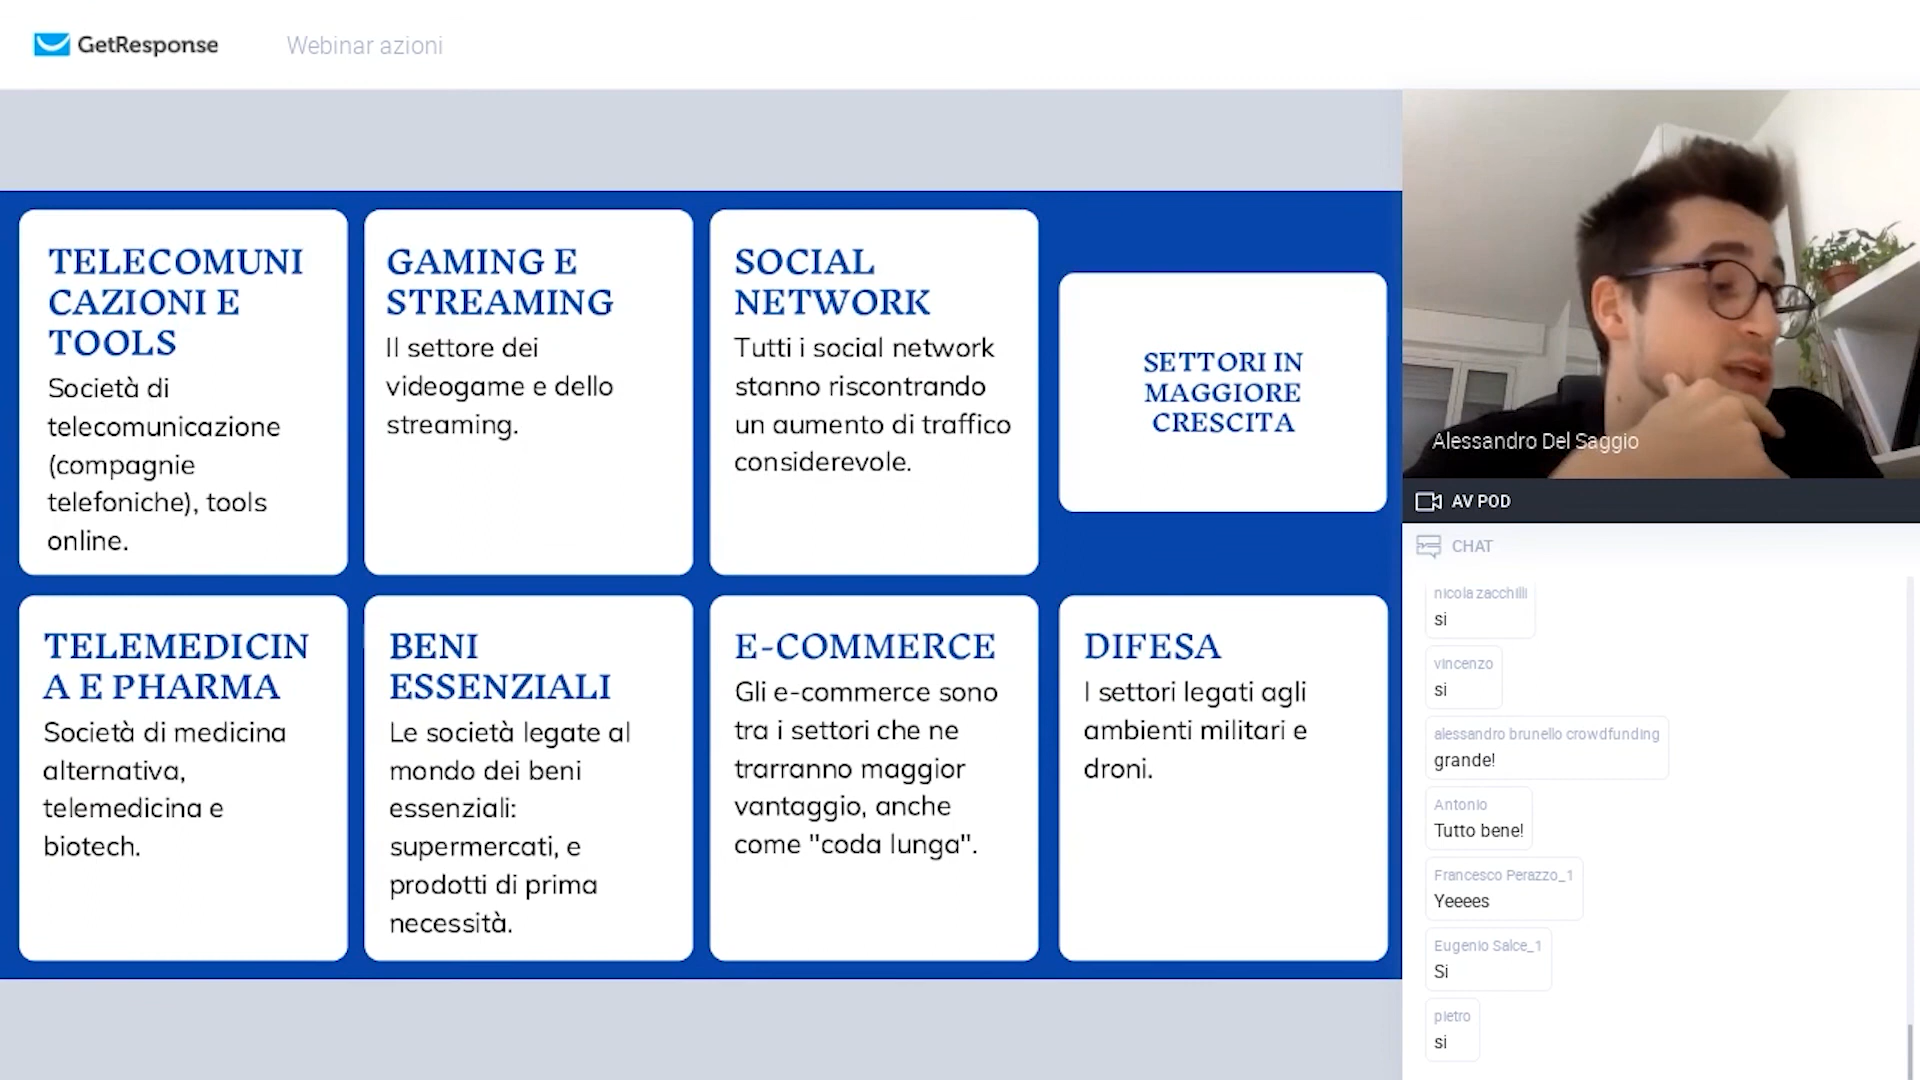 GetResponse
Webinar azioni
TELECOMUNI
CAZIONI E
TOOLS
Società di
telecomunicazione
(compagnie
telefoniche), tools
online.
GAMING E
STREAMING
Il settore dei
videogame e dello
streaming.
SOCIAL
NETWORK
Tutti i social network
stanno riscontrando
un aumento di traffico
considerevole.
SETTORI IN
MAGGIORE
CRESCITA
TELEMEDICIN
A E PHARMA
Società di medicina
alternativa,
telemedicina e
biotech.
BENI
ESSENZIALI
Le società legate al
mondo dei beni
essenziali:
supermercati, e
prodotti di prima
necessità.
E-COMMERCE
Gli e-commerce sono
tra i settori che ne
trarranno maggior
vantaggio, anche
come "coda lunga".
DIFESA
I settori legati agli
ambienti militari e
droni.
Alessandro Del Saggio
AV POD
CHAT
nicola zacchilli
si
vincenzo
si
alessandro brunello crowdfunding
grande!
Antonio
Tutto bene!
Francesco Perazzo_1
Yeeees
Eugenio Salce_1
Si
pietro
si